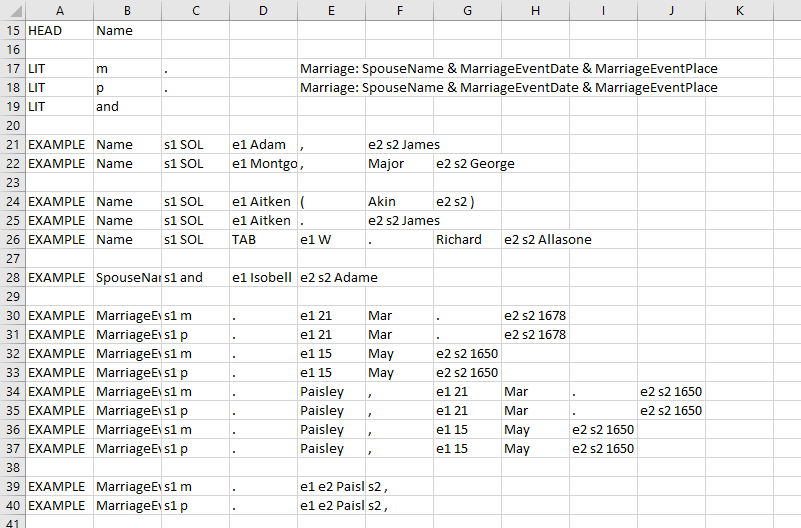 A B C D E F G H I J K
15 HEAD Name
16
17 LIT m . Marriage: SpouseName & MarriageEventDate & MarriageEventPlace
18 LIT p . Marriage: SpouseName & MarriageEventDate & MarriageEventPlace
19 LIT and
20
21 EXAMPLE Name s1 SOL e1 Adam , e2 s2 James
22 EXAMPLE Name s1 SOL e1 Montgo , Major e2 s2 George
23
24 EXAMPLE Name s1 SOL e1 Aitken ( Akin e2 s2 )
25 EXAMPLE Name s1 SOL e1 Aitken . e2 s2 James
26 EXAMPLE Name s1 SOL TAB e1 W . Richard e2 s2 Allasone
27
28 EXAMPLE SpouseNar s1 and e1 Isobell e2 s2 Adame
29
30 EXAMPLE MarriageEv s1 m . e1 21 Mar . e2 s2 1678
31 EXAMPLE MarriageEv s1 p . e1 21 Mar . e2 s2 1678
32 EXAMPLE MarriageEv s1 m . e1 15 May e2 s2 1650
33 EXAMPLE MarriageEv s1 p . e1 15 May e2 s2 1650
34 EXAMPLE MarriageEv s1 m . Paisley , e1 21 Mar . e2 s2 1650
35 EXAMPLE MarriageEv s1 p . Paisley , e1 21 Mar . e2 s2 1650
36 EXAMPLE MarriageEv s1 m . Paisley , e1 15 May e2 s2 1650
37 EXAMPLE MarriageEv s1 p . Paisley , e1 15 May e2 s2 1650
38
39 EXAMPLE MarriageEv s1 m . e1 e2 Paisl s2 ,
40 EXAMPLE MarriageEv s1 p . e1 e2 Paisl s2 ,
41